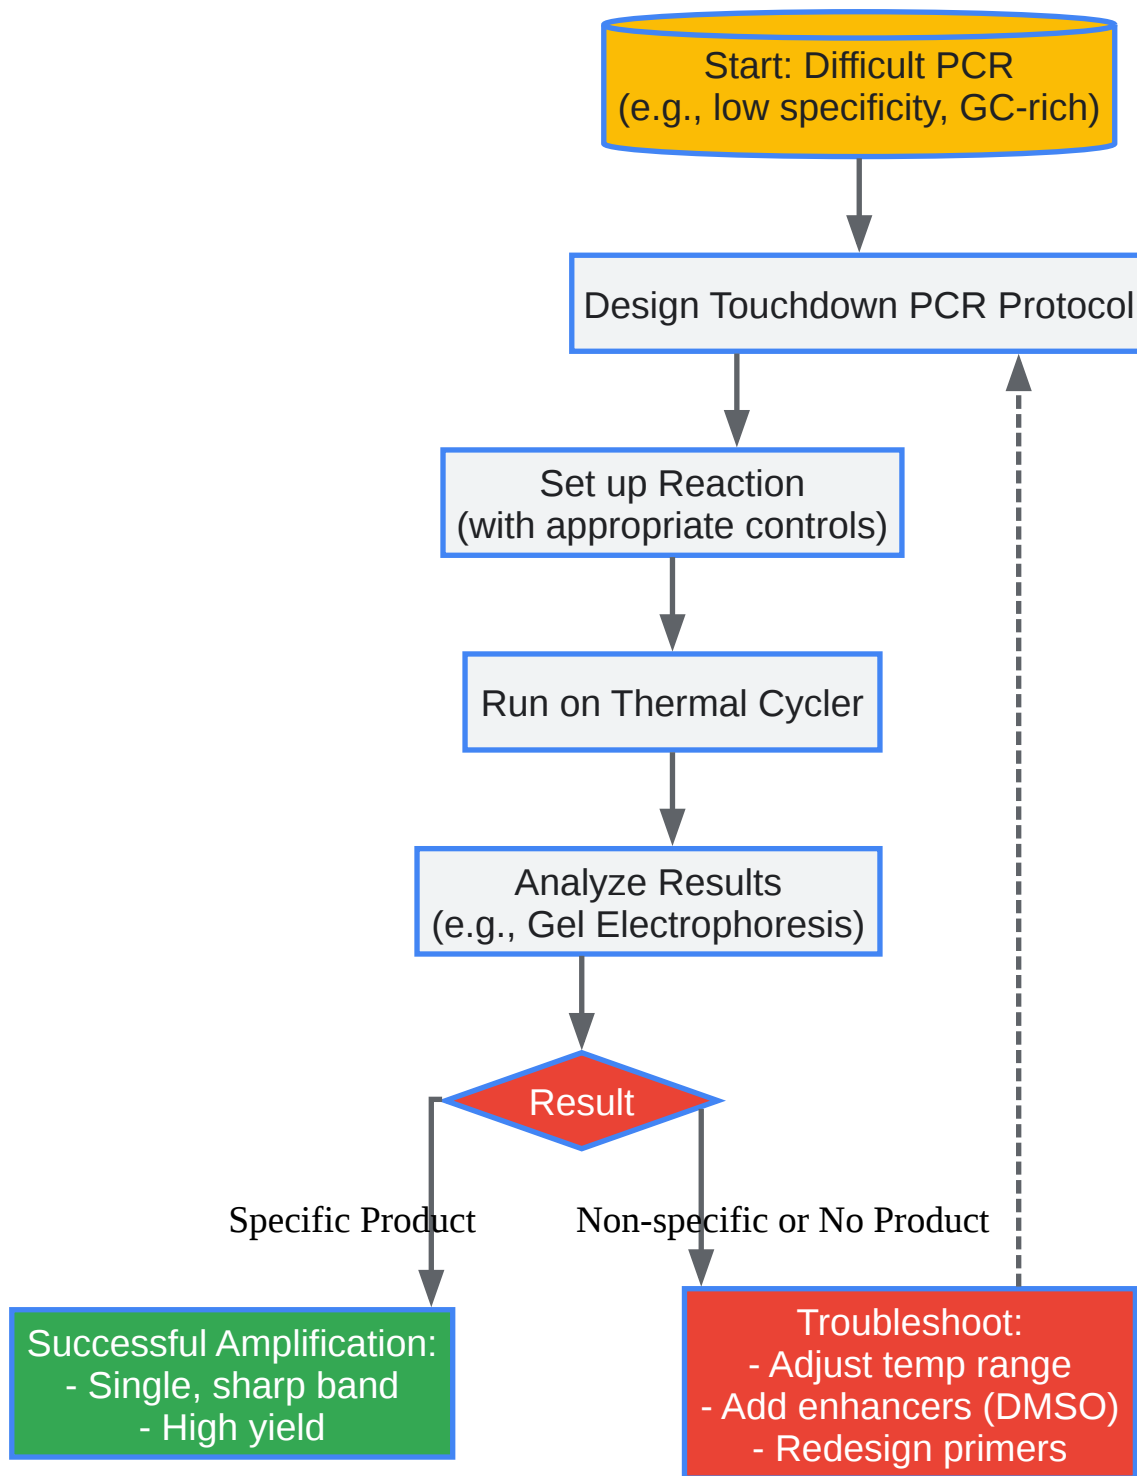 Start: Difficult PCR
(e.g., low specificity, GC-rich)
Design Touchdown PCR Protocol
Set up Reaction
(with appropriate controls)
Run on Thermal Cycler
Analyze Results
(e.g., Gel Electrophoresis)
Result
Specific Product
Non-specific or No Product
Successful Amplification:
- Single, sharp band
- High yield
Troubleshoot:
- Adjust temp range
- Add enhancers (DMSO)
- Redesign primers